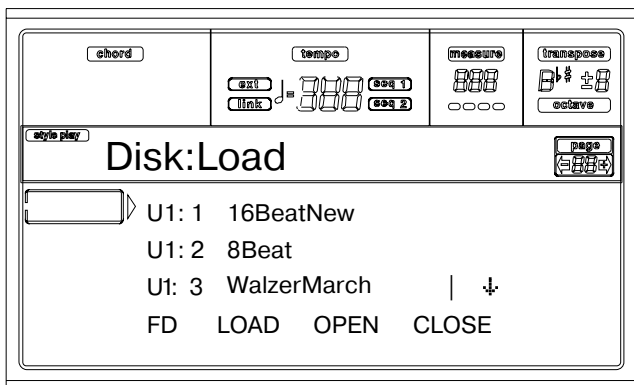 chord tempo measure transpose
ext link seq 1 seq 2 octave
style play
Disk:Load page
U1: 1 16BeatNew
U1: 2 8Beat
U1: 3 WalzerMarch
FD LOAD OPEN CLOSE